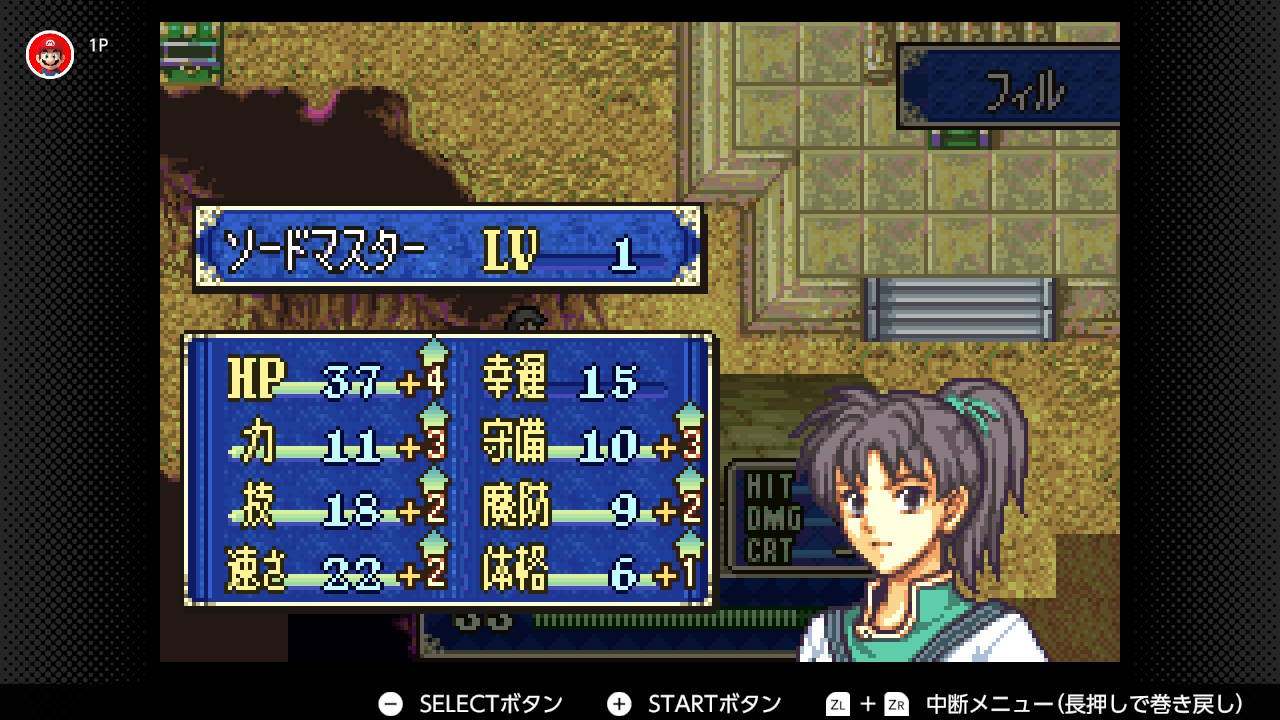 1P
フィル
ソードマスター LV 1
HP 37 +4 幸運 15
力 11 +3 守備 10 +3
技 18 +2 魔防 9 +2
速さ 22 +2 体格 6 +1
HIT
DMG
CRT
33
SELECTボタン + STARTボタン ZL + ZR 中断メニュー(長押しで巻き戻し)